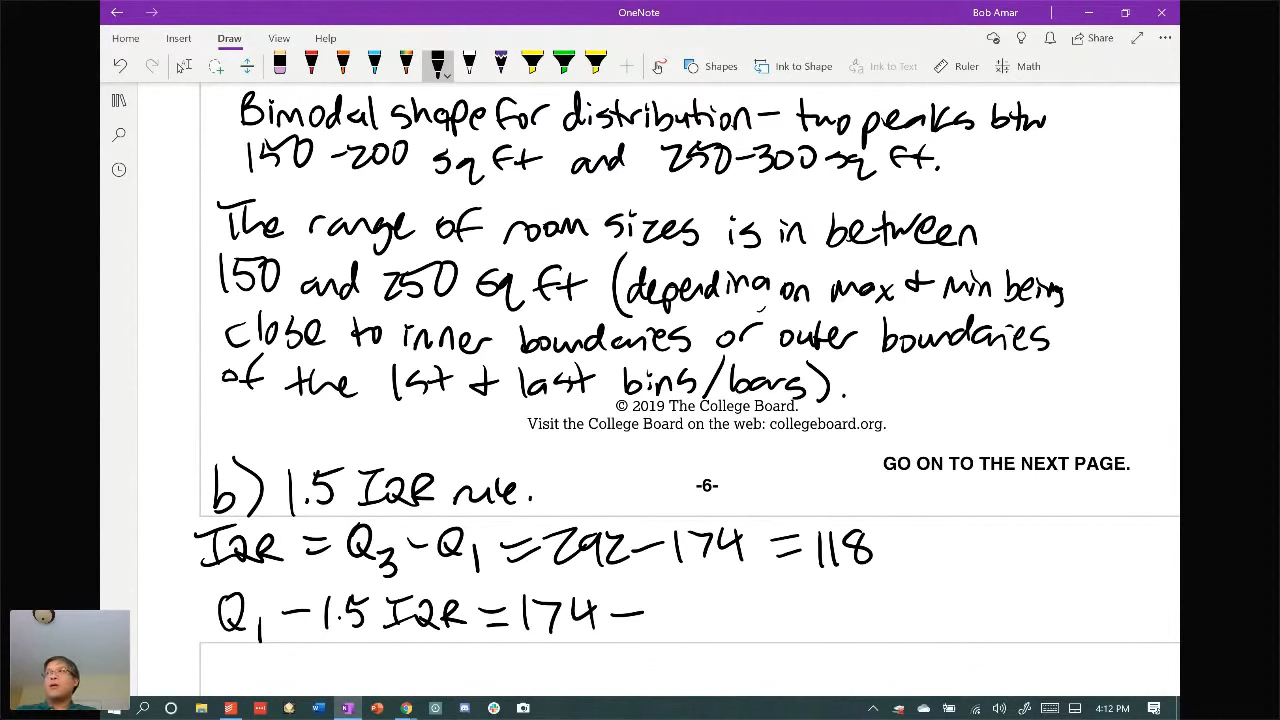 OneNote
Bob Amar
Home Insert Draw View Help
Share
Shapes Ink to Shape Ink to Text Ruler Math
Bimodal shape for distribution – two peaks btw
150 - 200 sq ft and 250 - 300 sq ft.
The range of room sizes is in between
150 and 250 sq ft (depending on max + min being
close to inner boundaries or outer boundaries
of the 1st + last bins/bars).
© 2019 The College Board.
Visit the College Board on the web: collegeboard.org.
GO ON TO THE NEXT PAGE.
b) 1.5 IQR rule.
-6-
IQR = Q3 - Q1 = 292 - 174 = 118
Q1 - 1.5 IQR = 174 -
4:12 PM